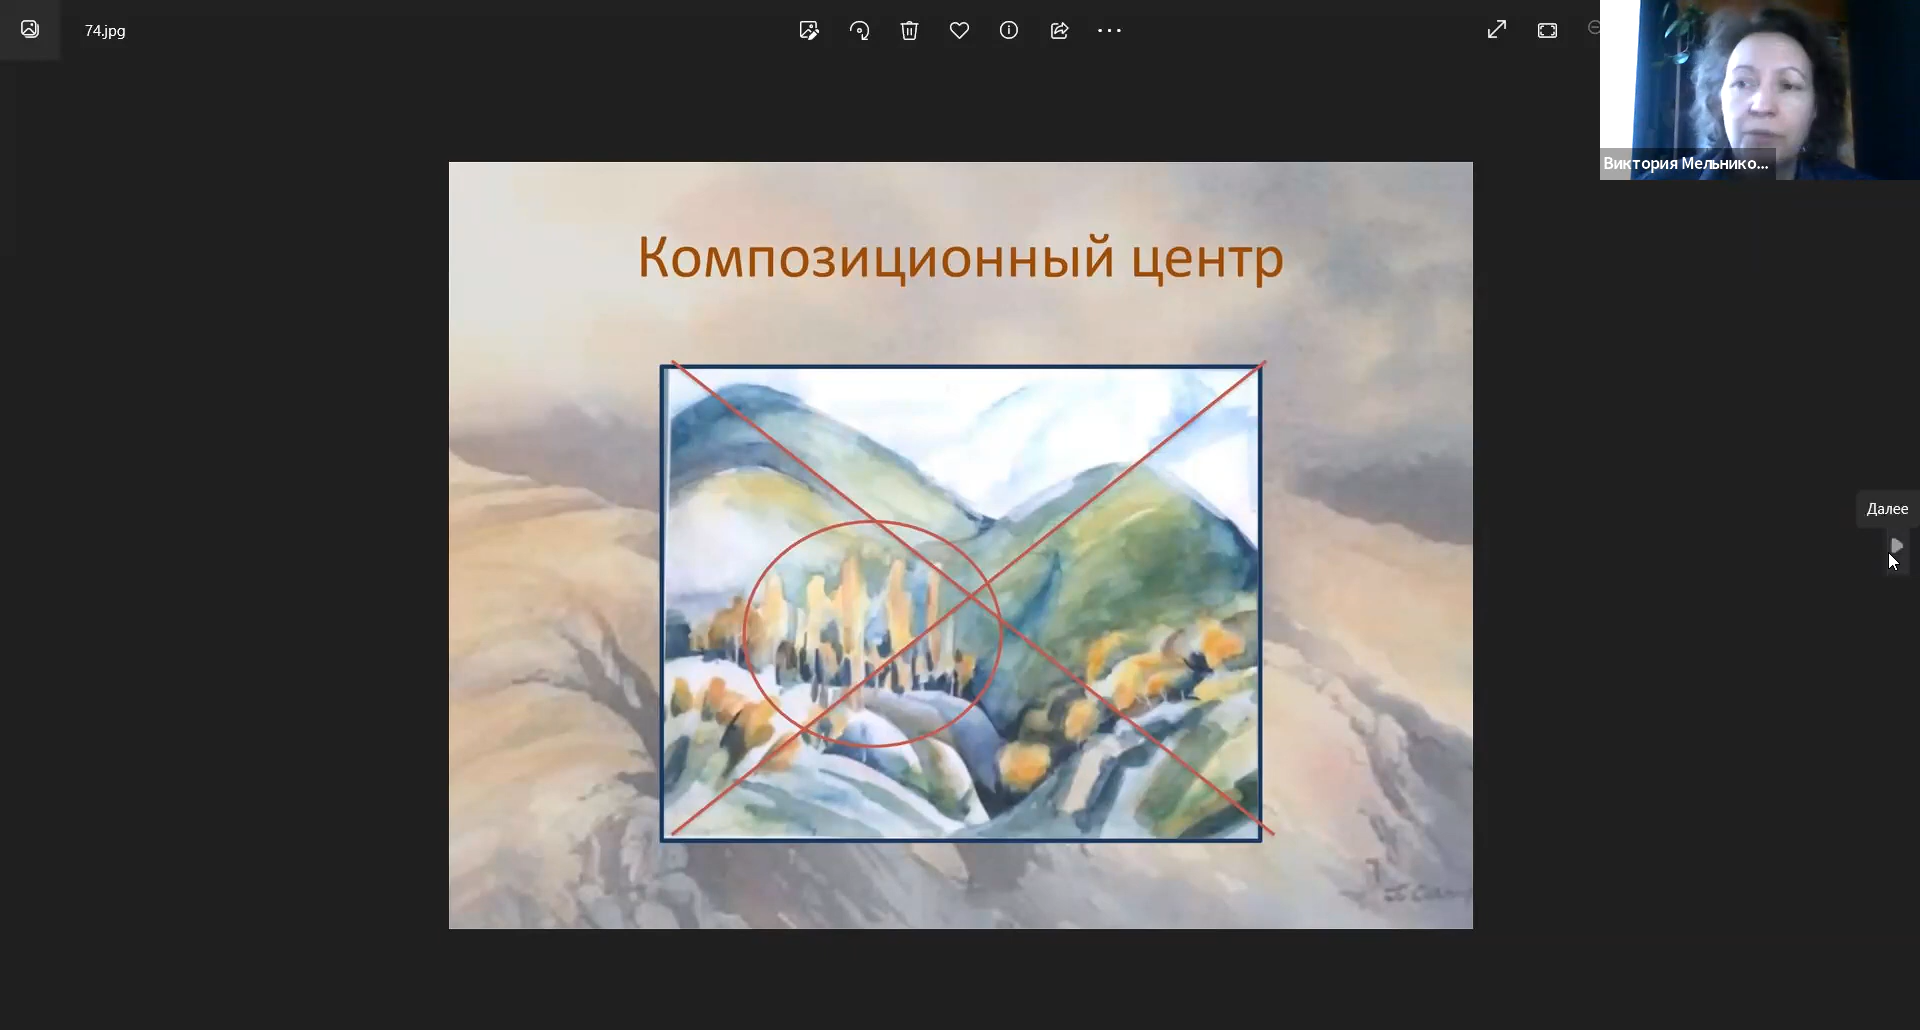 74.jpg
Виктория Мельнико...
Композиционный центр
Далее